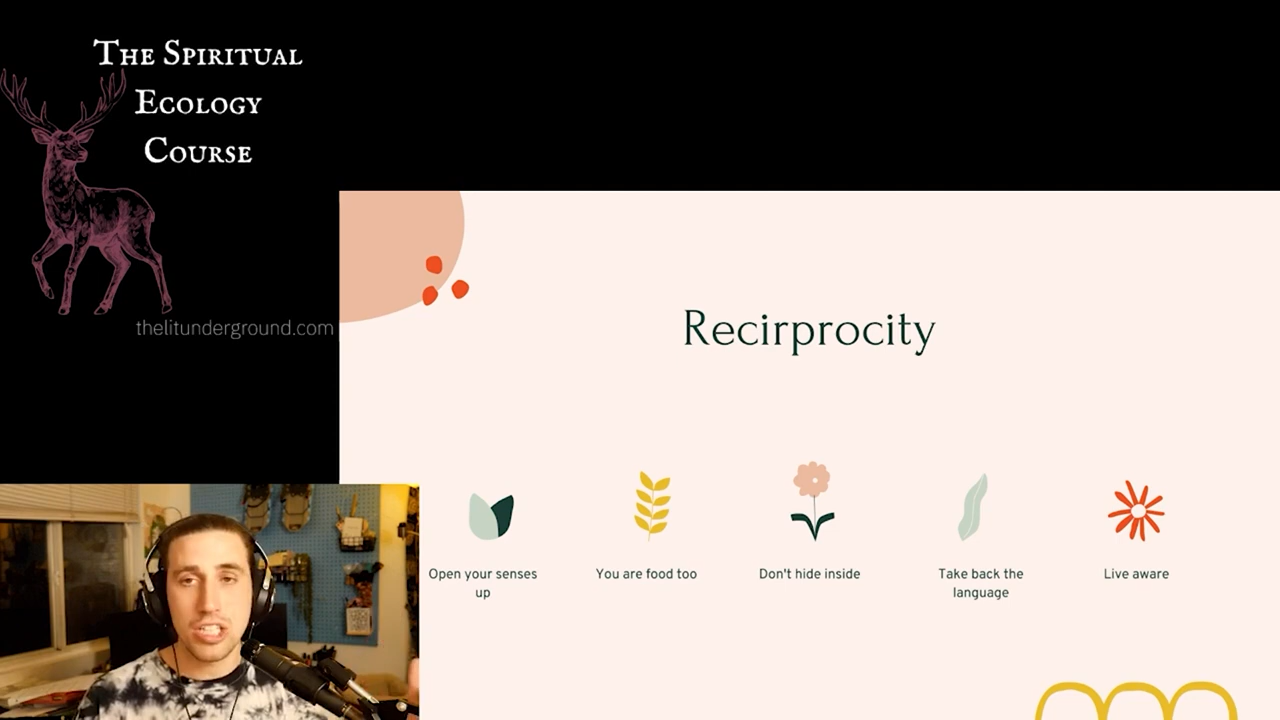 The Spiritual
Ecology
Course
thelitunderground.com
Recirprocity
Open your senses
up
You are food too
Don't hide inside
Take back the
language
Live aware